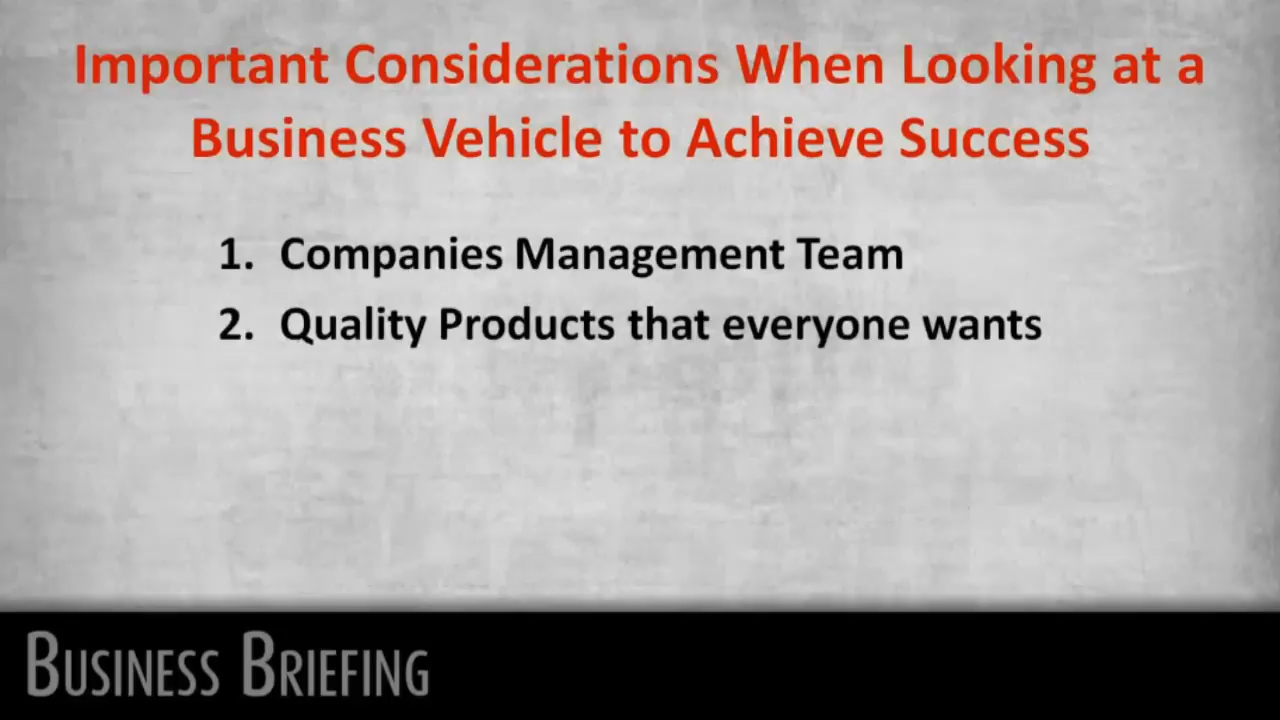 Important Considerations When Looking at a
Business Vehicle to Achieve Success
1. Companies Management Team
2. Quality Products that everyone wants
BUSINESS BRIEFING